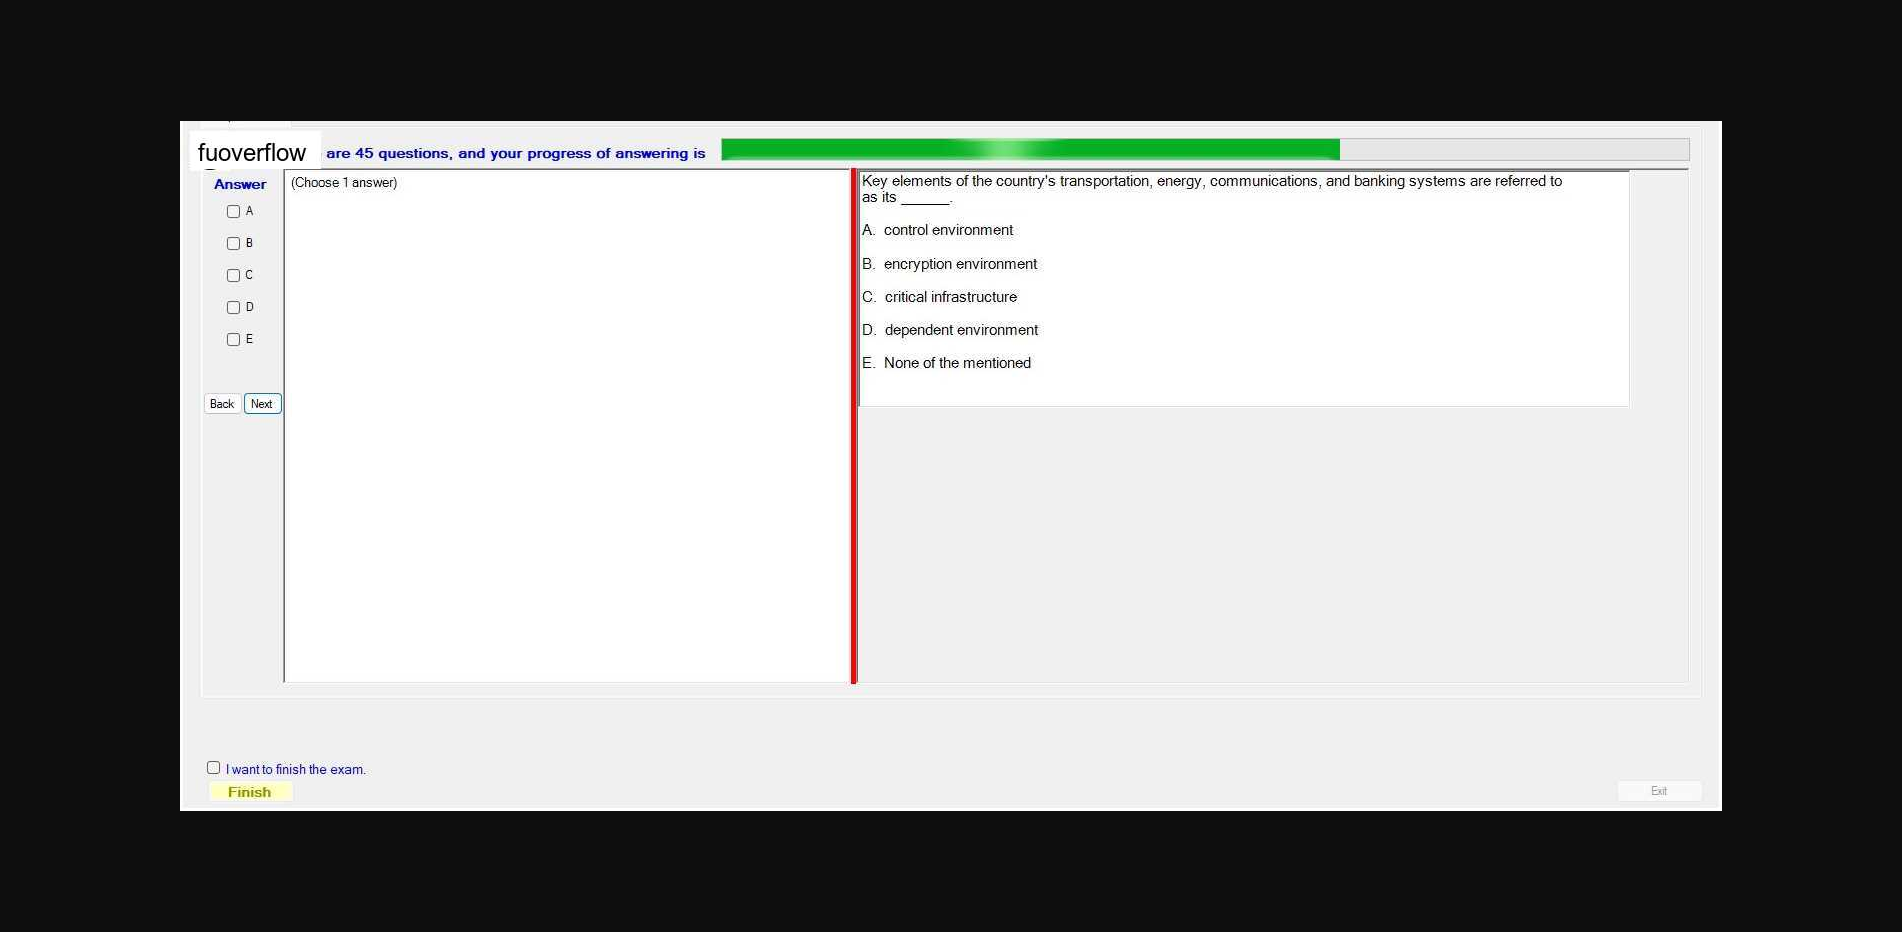 fuoverflow are 45 questions, and your progress of answering is
Answer
(Choose 1 answer)
A
B
C
D
E
Back Next
Key elements of the country's transportation, energy, communications, and banking systems are referred to
as its ______.
A. control environment
B. encryption environment
C. critical infrastructure
D. dependent environment
E. None of the mentioned
I want to finish the exam.
Finish
Exit